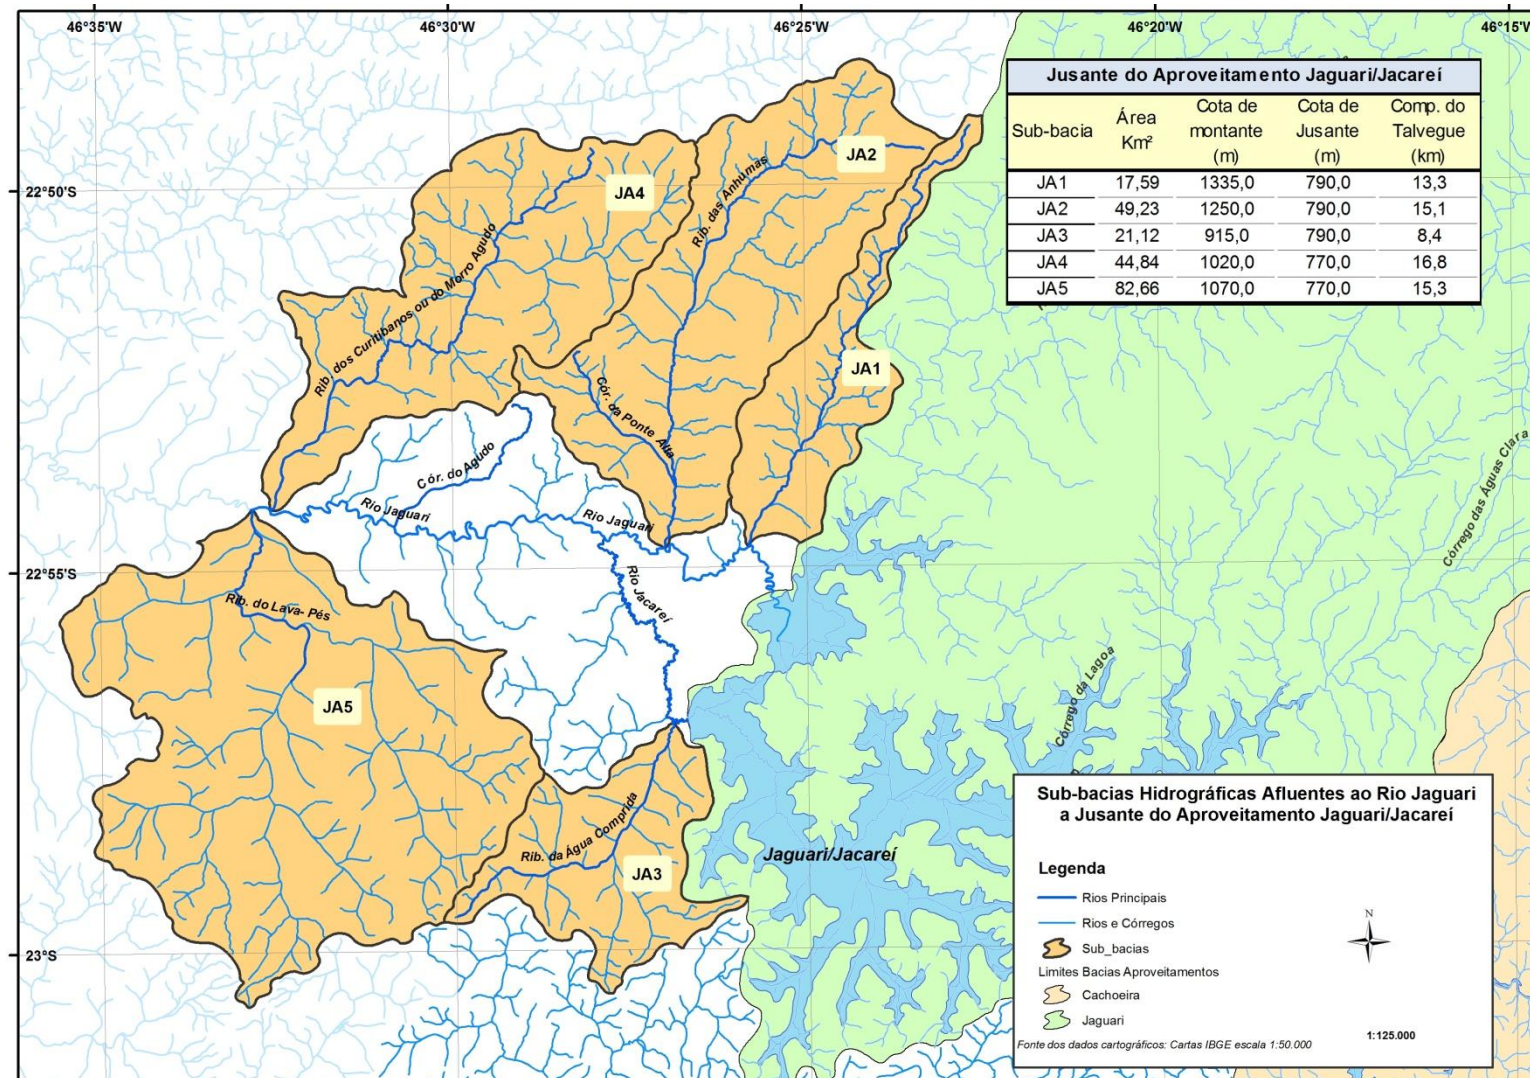 46°35'W
46°30'W
46°25'W
46°20'W
46°15'W
Jusante do Aproveitamento Jaguari/Jacareí
Sub-bacia
Área
Km²
Cota de
montante
(m)
Cota de
Jusante
(m)
Comp. do
Talvegue
(km)
JA1 17,59 1335,0 790,0 13,3
JA2 49,23 1250,0 790,0 15,1
JA3 21,12 915,0 790,0 8,4
JA4 44,84 1020,0 770,0 16,8
JA5 82,66 1070,0 770,0 15,3
JA2
Rib. das Anhumas
22°50'S
JA4
Rib. dos Curitibanos ou do Morro Agudo
JA1
Cór. da Ponte Alta
Cór. do Agudo
Rio Jaguari
Rio Jaguari
Córrego das Águas Clara
22°55'S
Rio Jacareí
Rib. do Lava- Pés
JA5
Córrego da Lagoa
Rib. da Água Comprida
JA3
Jaguari/Jacareí
23°S
Sub-bacias Hidrográficas Afluentes ao Rio Jaguari
a Jusante do Aproveitamento Jaguari/Jacareí
Legenda
Rios Principais
Rios e Córregos
Sub_bacias
Limites Bacias Aproveitamentos
Cachoeira
Jaguari
N
Fonte dos dados cartográficos: Cartas IBGE escala 1:50.000
1:125.000